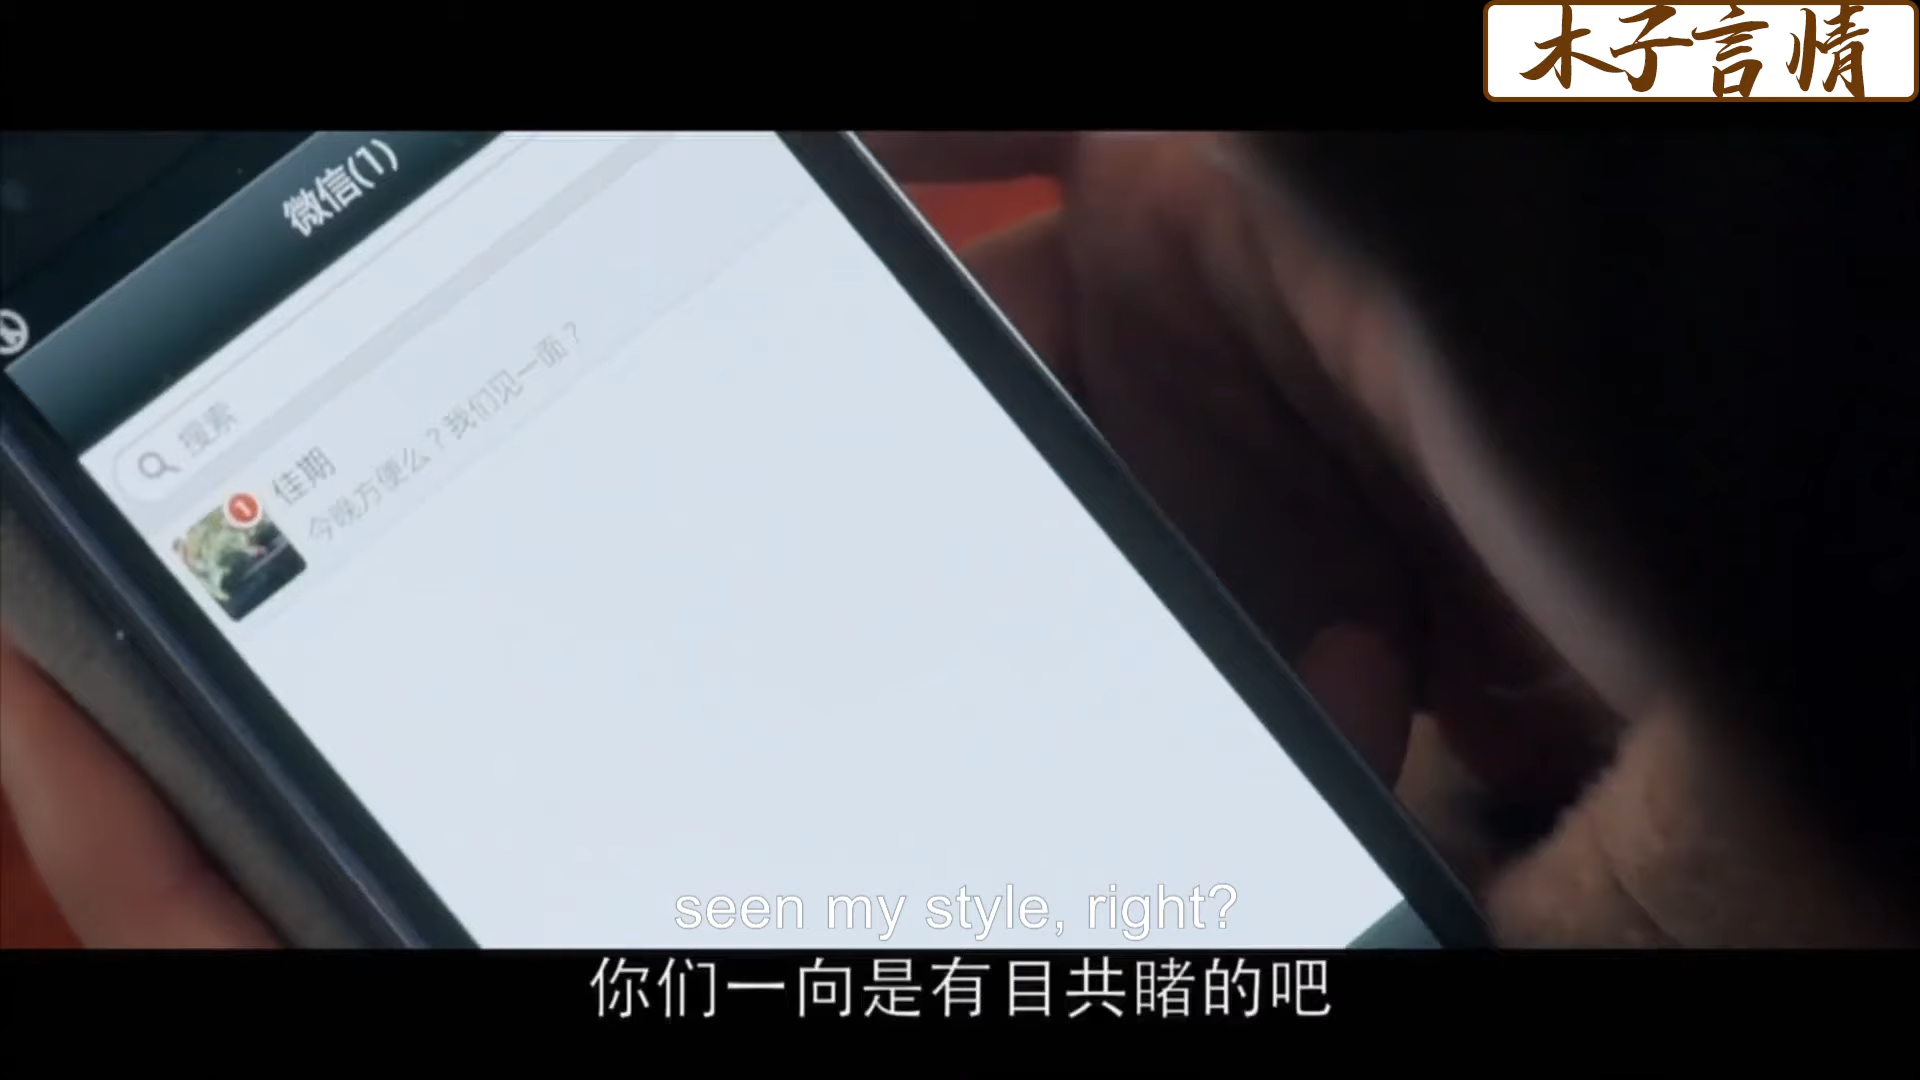 木子言情
微信(1)
搜索
1
佳期
今晚方便么？我们见一面？
seen my style, right?
你们一向是有目共睹的吧